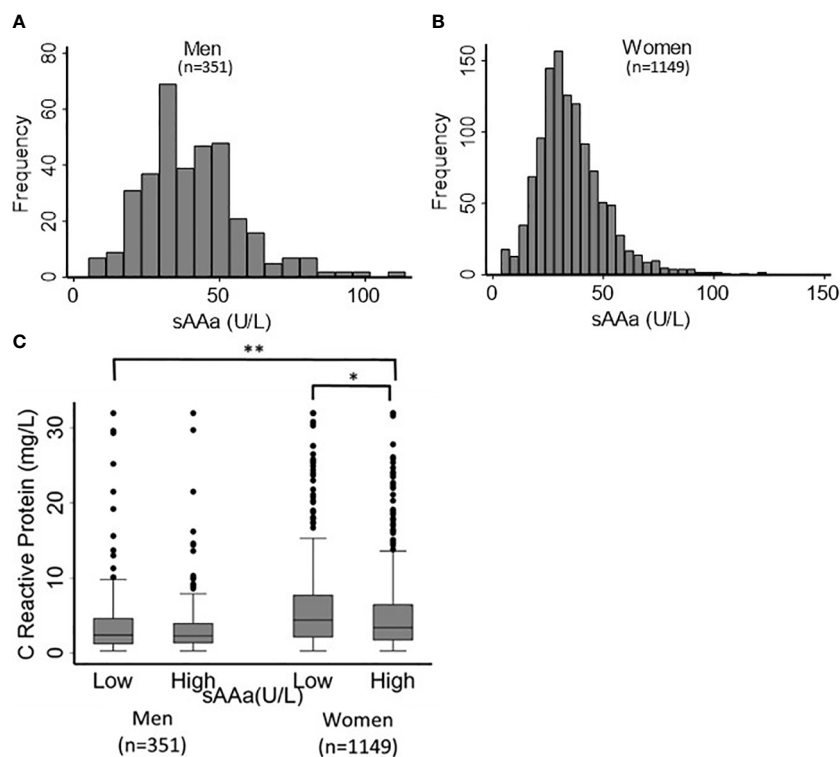 A
Men
(n=351)
80
60
40
20
0
Frequency
0 50 100
sAAa (U/L)
B
Women
(n=1149)
150
100
50
0
Frequency
0 50 100 150
sAAa (U/L)
C
**
*
30
20
10
0
C Reactive Protein (mg/L)
Low High Low High
sAAa(U/L)
Men Women
(n=351) (n=1149)